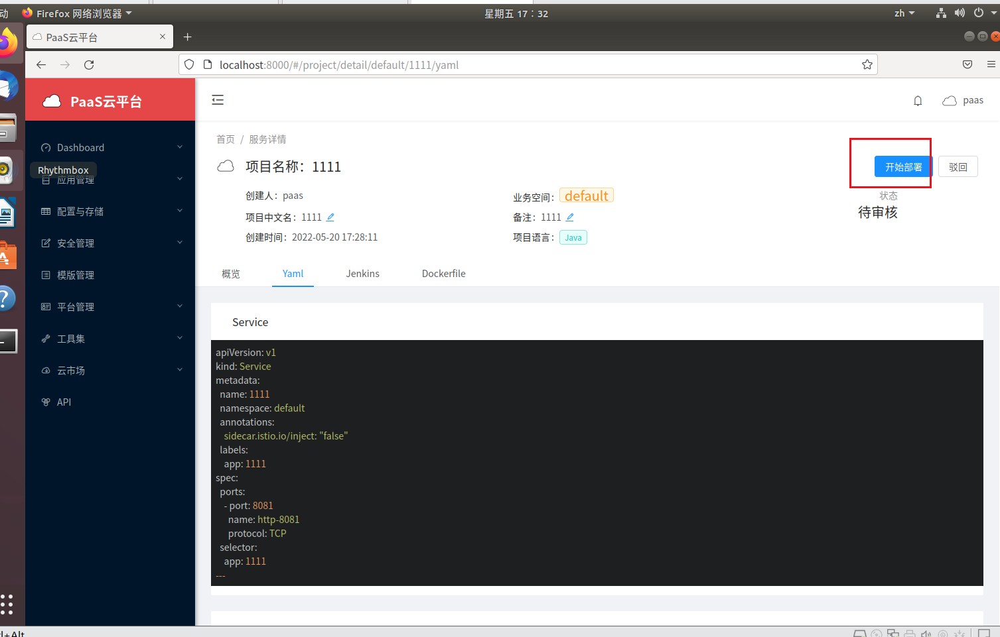 动 Firefox 网络浏览器 星期五 17：32 zh
PaaS云平台
localhost:8000/#/project/detail/default/1111/yaml
PaaS云平台 paas
Dashboard
Rhythmbox
应用管理
配置与存储
安全管理
模版管理
平台管理
工具集
云市场
API
首页 / 服务详情
项目名称：1111 开始部署 驳回
创建人：paas 业务空间：default 状态
待审核
项目中文名：1111 备注：1111
创建时间：2022-05-20 17:28:11 项目语言：Java
概览 Yaml Jenkins Dockerfile
Service
apiVersion: v1
kind: Service
metadata:
name: 1111
namespace: default
annotations:
sidecar.istio.io/inject: "false"
labels:
app: 1111
spec:
ports:
- port: 8081
name: http-8081
protocol: TCP
selector:
app: 1111
---
l+Alt